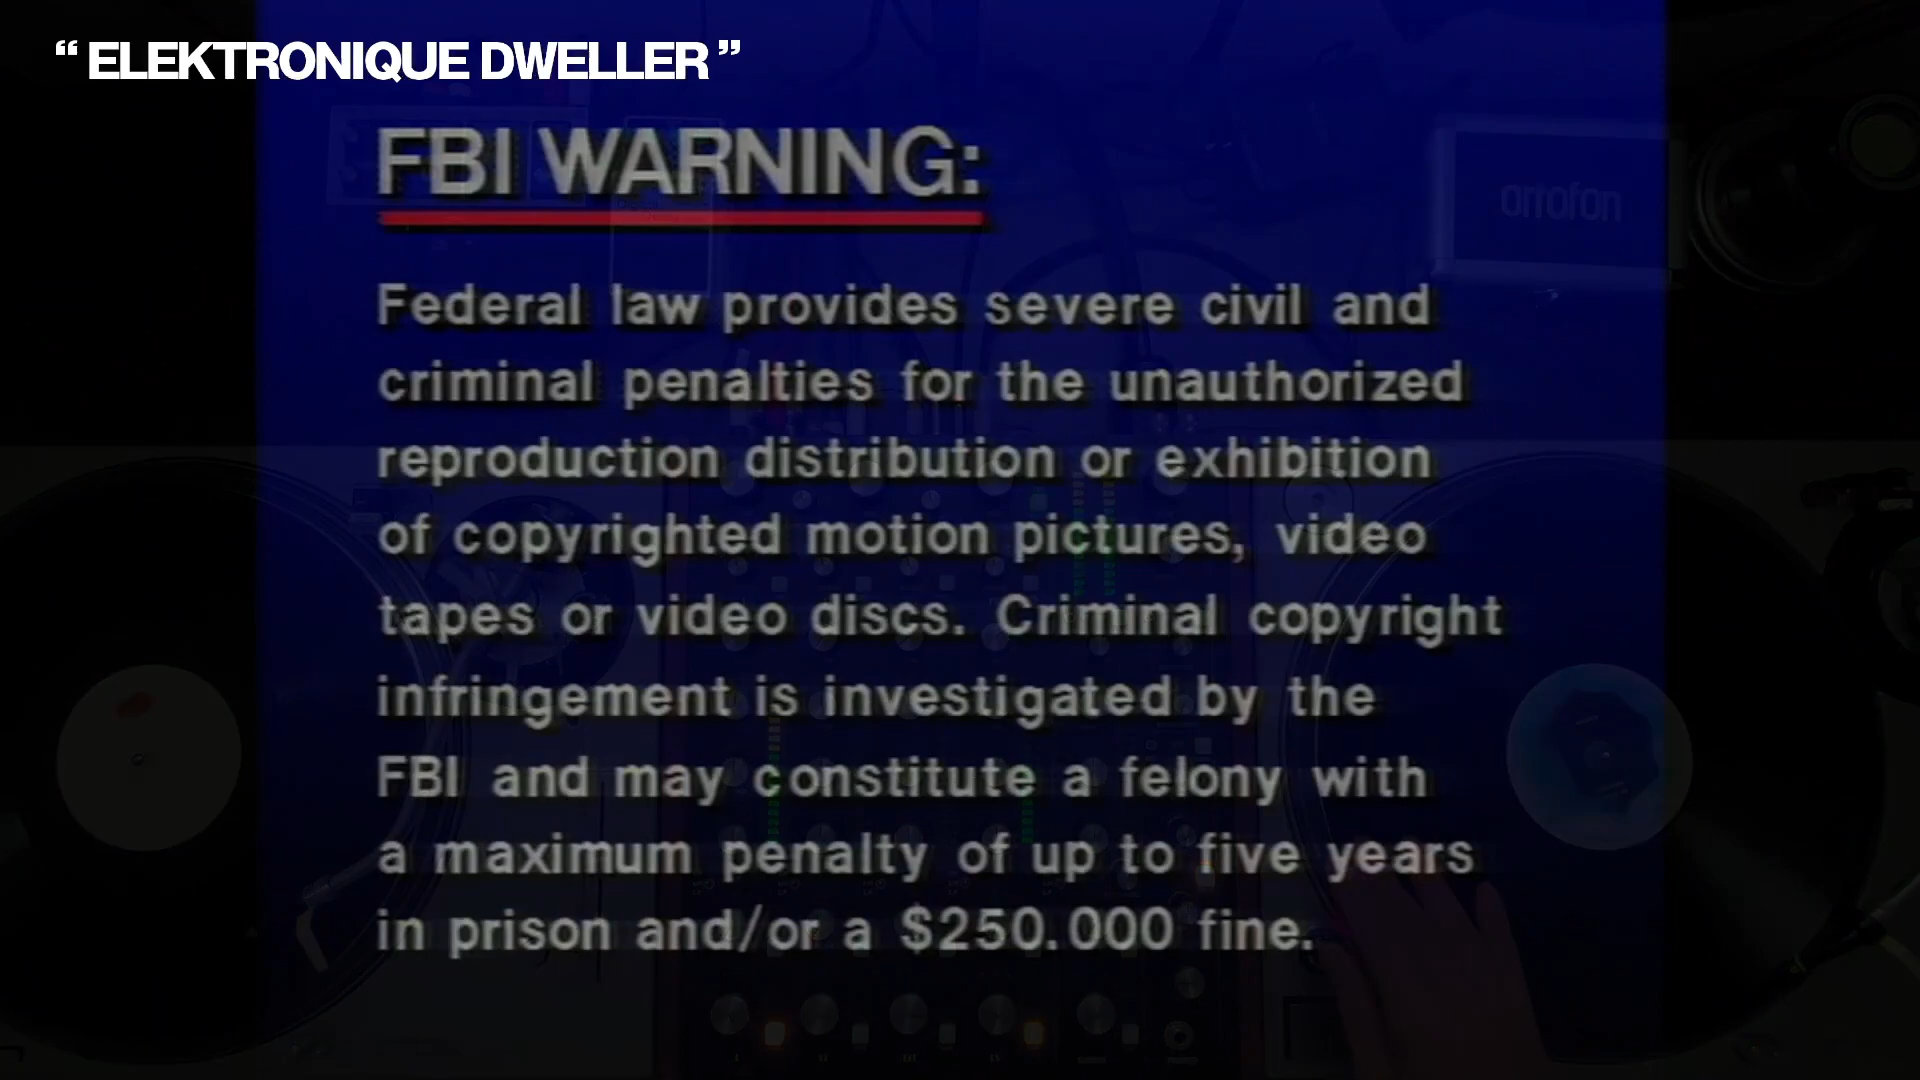 “ ELEKTRONIQUE DWELLER ”
FBI WARNING:
ortofon
Federal law provides severe civil and
criminal penalties for the unauthorized
reproduction distribution or exhibition
of copyrighted motion pictures, video
tapes or video discs. Criminal copyright
infringement is investigated by the
FBI and may constitute a felony with
a maximum penalty of up to five years
in prison and/or a $250.000 fine.